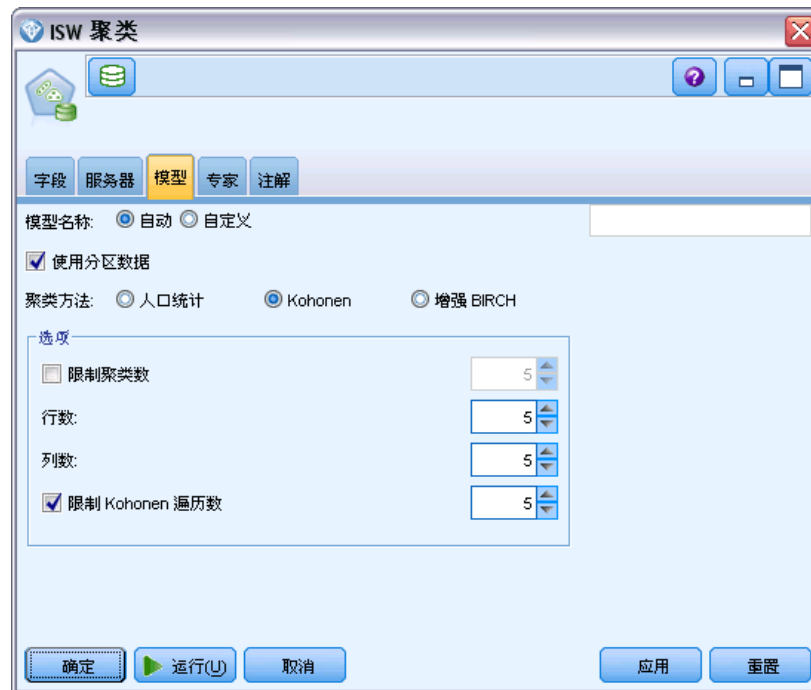 ISW 聚类
字段 服务器 模型 专家 注解
模型名称: 自动 自定义
使用分区数据
聚类方法: 人口统计 Kohonen 增强 BIRCH
选项
限制聚类数 5
行数: 5
列数: 5
限制 Kohonen 遍历数 5
确定 运行(U) 取消 应用 重置